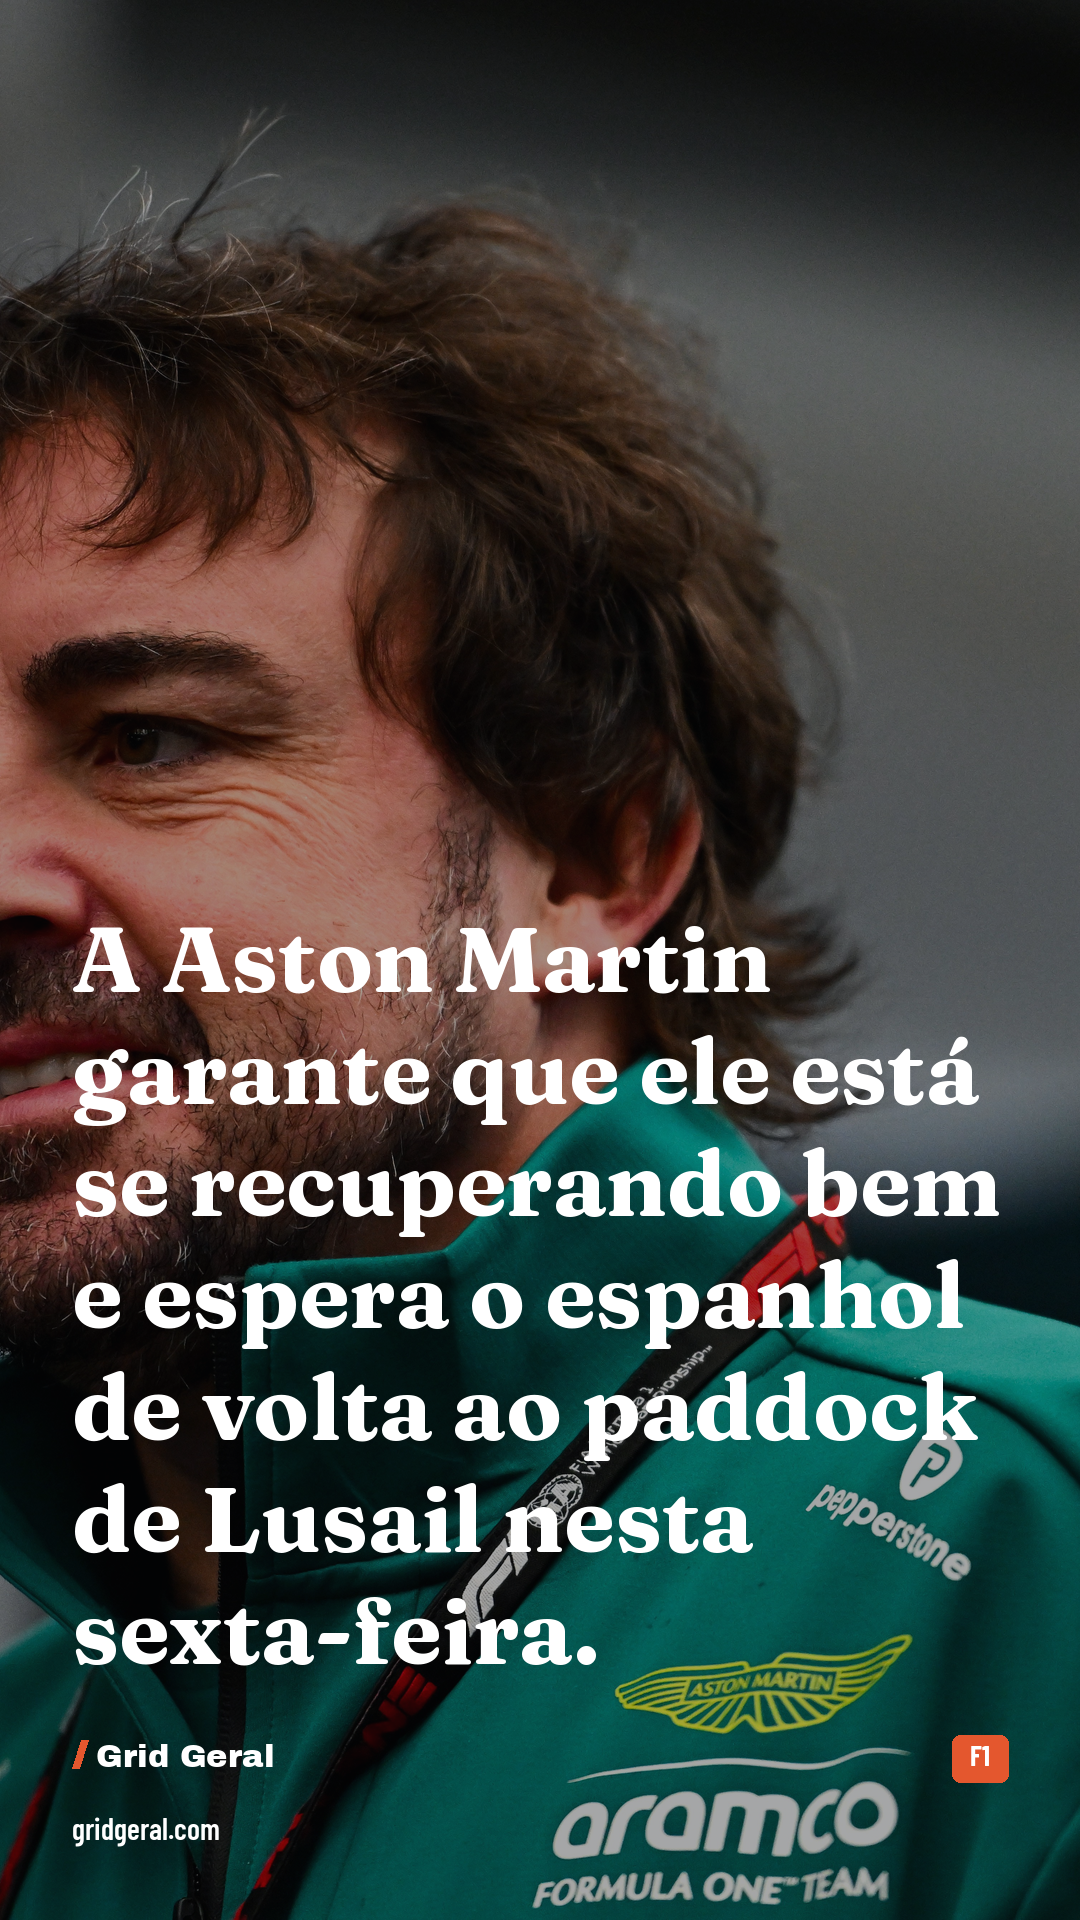 A Aston Martin
garante que ele está
se recuperando bem
e espera o espanhol
de volta ao paddock
de Lusail nesta
sexta-feira.
pepperstone
ASTON MARTIN
/ Grid Geral
F1
aramco
gridgeral.com
FORMULA ONE™ TEAM